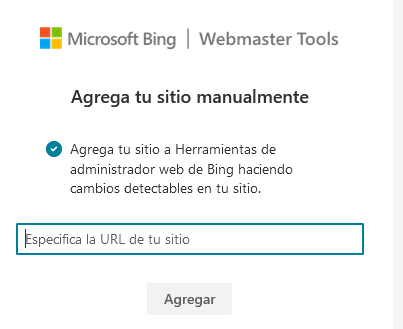 Microsoft Bing | Webmaster Tools
Agrega tu sitio manualmente
Agrega tu sitio a Herramientas de
administrador web de Bing haciendo
cambios detectables en tu sitio.
Especifica la URL de tu sitio
Agregar